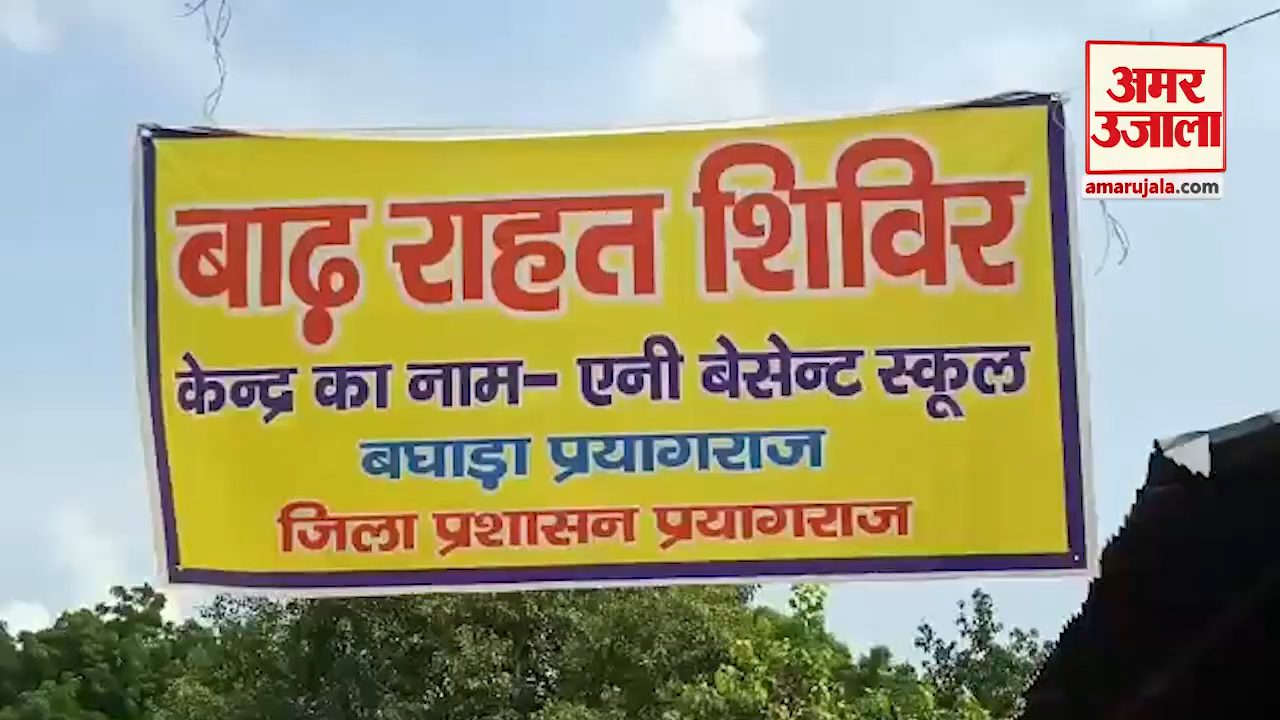 अमर
उजाला
amarujala.com
बाढ़ राहत शिविर
केन्द्र का नाम– एनी बेसेन्ट स्कूल
बघाड़ा प्रयागराज
जिला प्रशासन प्रयागराज